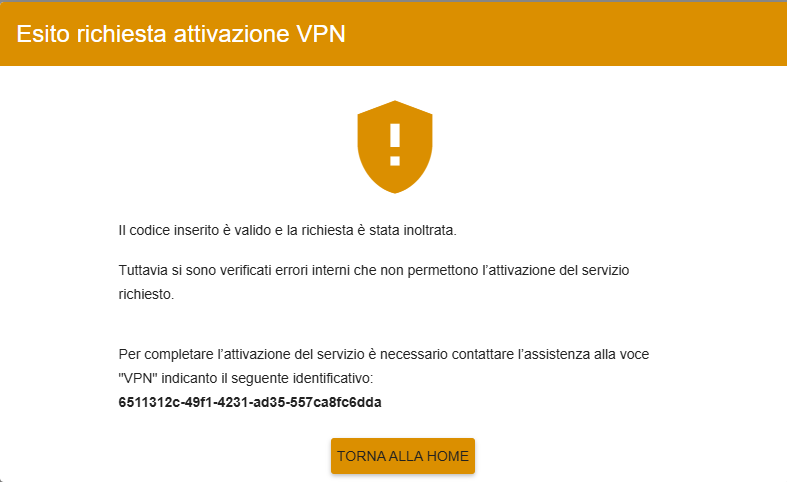 Esito richiesta attivazione VPN
Il codice inserito è valido e la richiesta è stata inoltrata.
Tuttavia si sono verificati errori interni che non permettono l'attivazione del servizio
richiesto.
Per completare l'attivazione del servizio è necessario contattare l'assistenza alla voce
"VPN" indicanto il seguente identificativo:
6511312c-49f1-4231-ad35-557ca8fc6dda
TORNA ALLA HOME